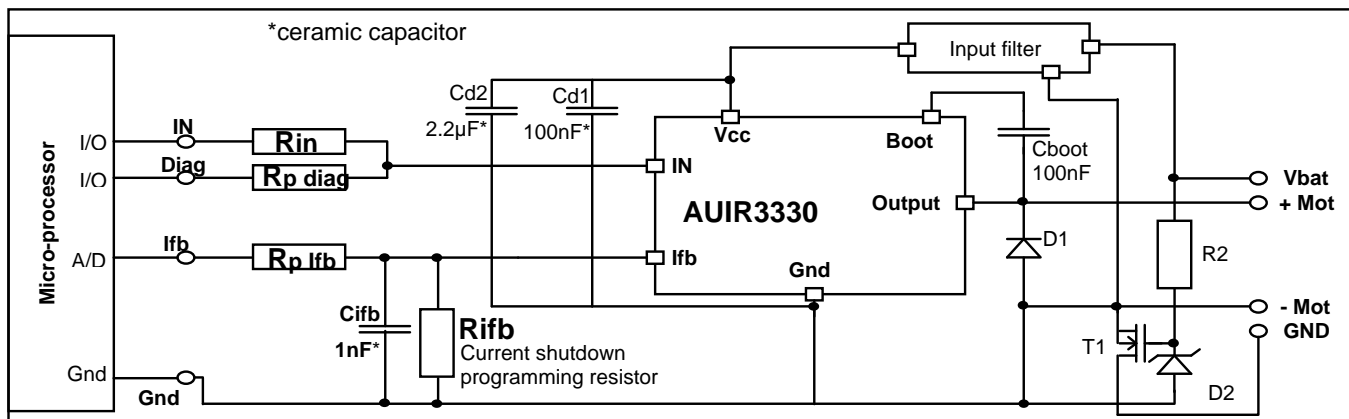 *ceramic capacitor
Input filter
Micro-processor
Cd2
2.2µF*
Cd1
100nF*
Vcc
Boot
Cboot
100nF
I/O
IN
Rin
I/O
Diag
Rp diag
IN
AUIR3330
Output
Vbat
+ Mot
A/D
Ifb
Rp Ifb
Ifb
Gnd
D1
R2
Cifb
1nF*
Rifb
Current shutdown
programming resistor
- Mot
GND
T1
D2
Gnd
Gnd